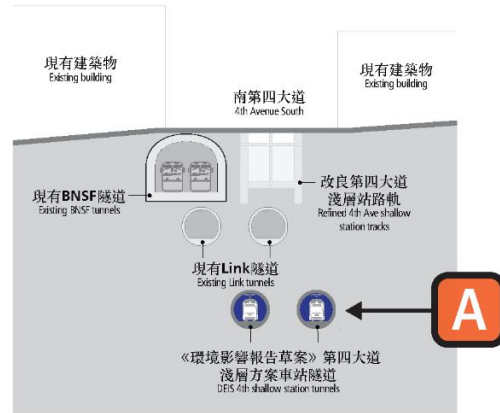 現有建築物
Existing building
現有建築物
Existing building
南第四大道
4th Avenue South
現有BNSF隧道
Existing BNSF tunnels
改良第四大道
淺層站路軌
Refined 4th Ave shallow
station tracks
現有Link隧道
Existing Link tunnels
A
《環境影響報告草案》第四大道
淺層方案車站隧道
DEIS 4th shallow station tunnels